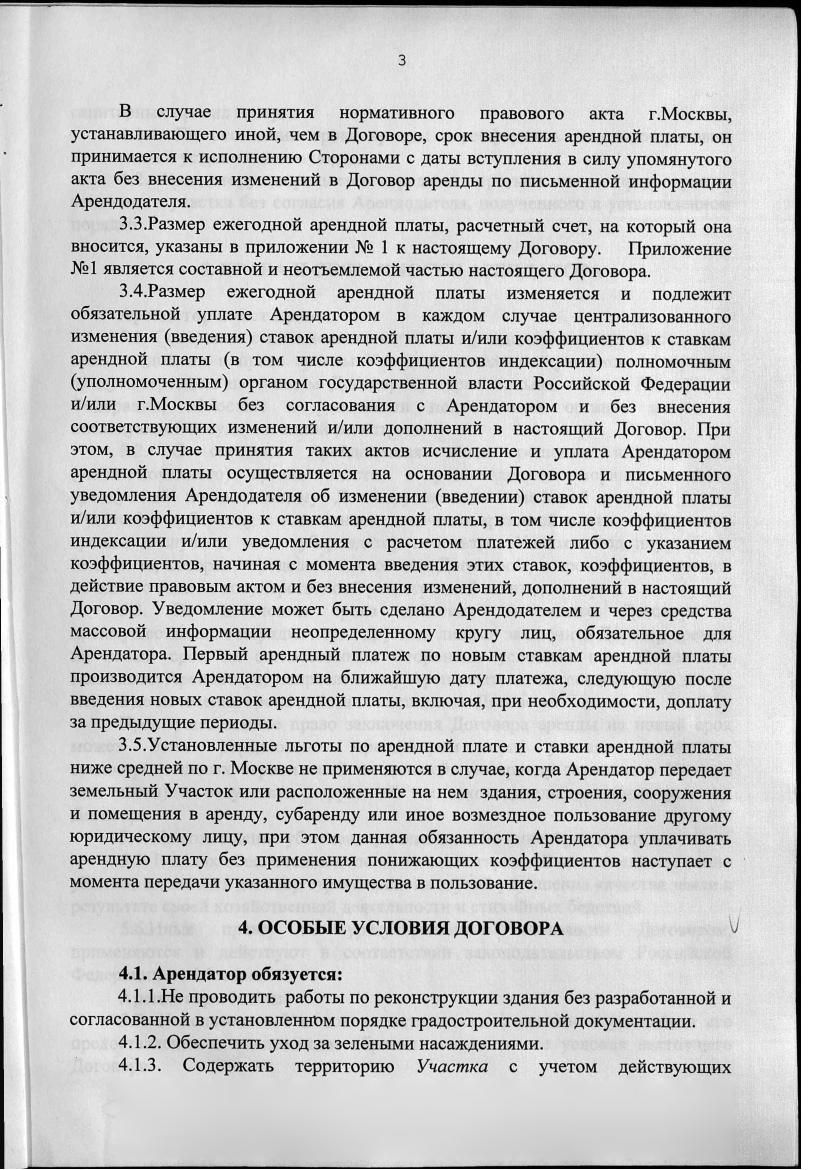 3
В случае принятия нормативного правового акта г.Москвы,
устанавливающего иной, чем в Договоре, срок внесения арендной платы, он
принимается к исполнению Сторонами с даты вступления в силу упомянутого
акта без внесения изменений в Договор аренды по письменной информации
Арендодателя.
3.3.Размер ежегодной арендной платы, расчетный счет, на который она
вносится, указаны в приложении № 1 к настоящему Договору. Приложение
№1 является составной и неотъемлемой частью настоящего Договора.
3.4.Размер ежегодной арендной платы изменяется и подлежит
обязательной уплате Арендатором в каждом случае централизованного
изменения (введения) ставок арендной платы и/или коэффициентов к ставкам
арендной платы (в том числе коэффициентов индексации) полномочным
(уполномоченным) органом государственной власти Российской Федерации
и/или г.Москвы без согласования с Арендатором и без внесения
соответствующих изменений и/или дополнений в настоящий Договор. При
этом, в случае принятия таких актов исчисление и уплата Арендатором
арендной платы осуществляется на основании Договора и письменного
уведомления Арендодателя об изменении (введении) ставок арендной платы
и/или коэффициентов к ставкам арендной платы, в том числе коэффициентов
индексации и/или уведомления с расчетом платежей либо с указанием
коэффициентов, начиная с момента введения этих ставок, коэффициентов, в
действие правовым актом и без внесения изменений, дополнений в настоящий
Договор. Уведомление может быть сделано Арендодателем и через средства
массовой информации неопределенному кругу лиц, обязательное для
Арендатора. Первый арендный платеж по новым ставкам арендной платы
производится Арендатором на ближайшую дату платежа, следующую после
введения новых ставок арендной платы, включая, при необходимости, доплату
за предыдущие периоды.
3.5.Установленные льготы по арендной плате и ставки арендной платы
ниже средней по г. Москве не применяются в случае, когда Арендатор передает
земельный Участок или расположенные на нем здания, строения, сооружения
и помещения в аренду, субаренду или иное возмездное пользование другому
юридическому лицу, при этом данная обязанность Арендатора уплачивать
арендную плату без применения понижающих коэффициентов наступает с
момента передачи указанного имущества в пользование.
4. ОСОБЫЕ УСЛОВИЯ ДОГОВОРА
4.1. Арендатор обязуется:
4.1.1.Не проводить работы по реконструкции здания без разработанной и
согласованной в установленном порядке градостроительной документации.
4.1.2. Обеспечить уход за зелеными насаждениями.
4.1.3. Содержать территорию Участка с учетом действующих